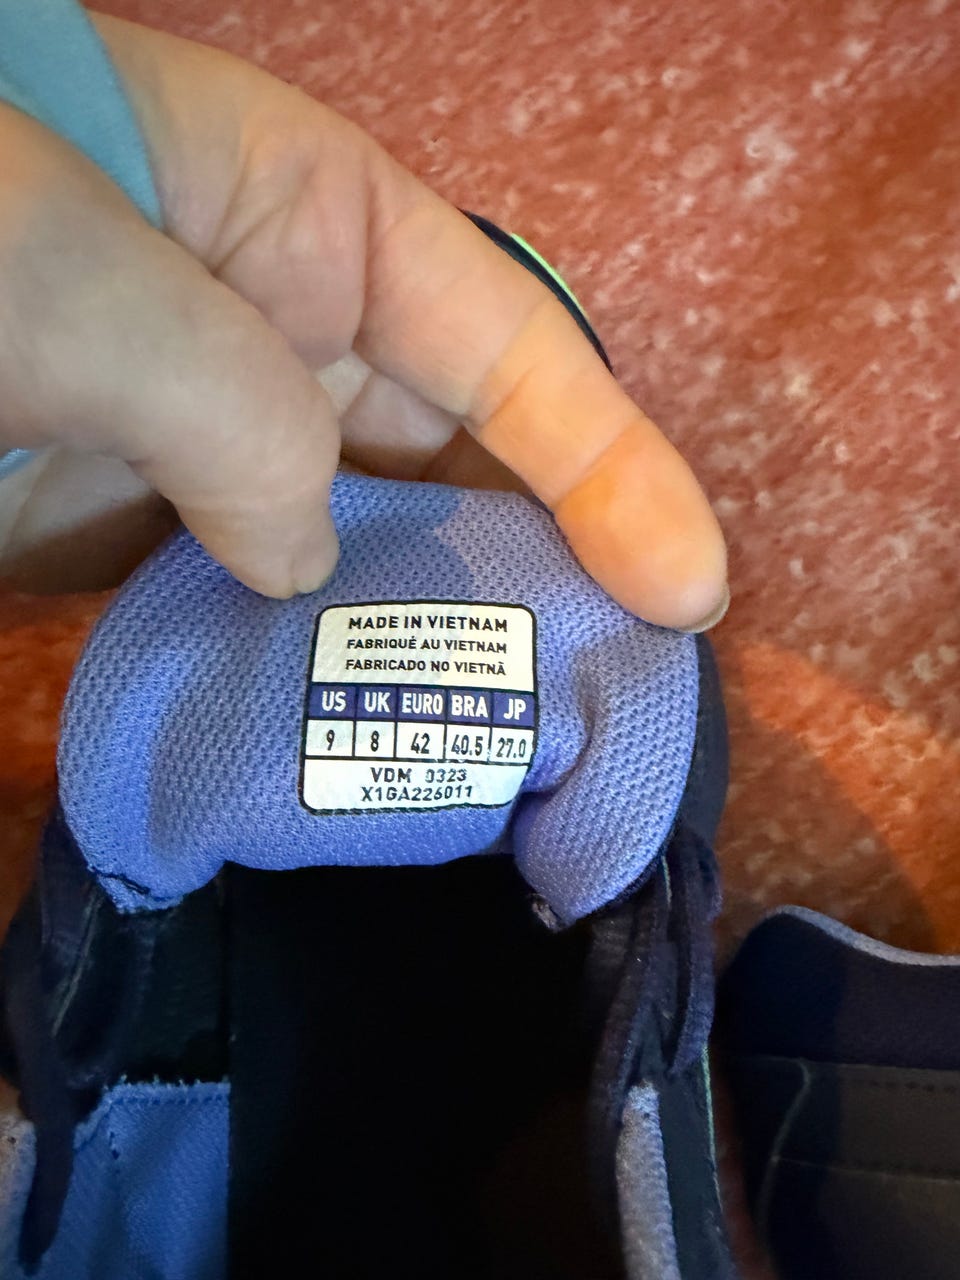 MADE IN VIETNAM
FABRIQUÉ AU VIETNAM
FABRICADO NO VIETNÃ
US UK EURO BRA JP
9 8 42 40.5 27.0
VDM 0323
X1GA226011